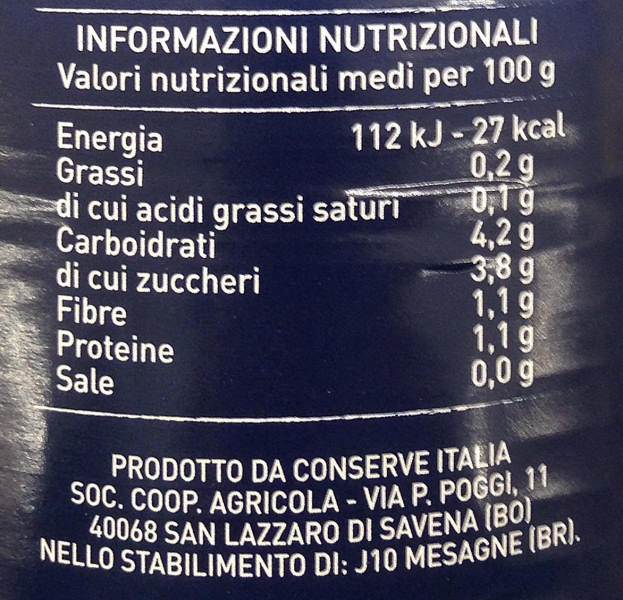 INFORMAZIONI NUTRIZIONALI
Valori nutrizionali medi per 100 g
Energia 112 kJ - 27 kcal
Grassi 0,2 g
di cui acidi grassi saturi 0,1 g
Carboidrati 4,2 g
di cui zuccheri 3,8 g
Fibre 1,1 g
Proteine 1,1 g
Sale 0,0 g
PRODOTTO DA CONSERVE ITALIA
SOC. COOP. AGRICOLA - VIA P. POGGI, 11
40068 SAN LAZZARO DI SAVENA (BO)
NELLO STABILIMENTO DI: J10 MESAGNE (BR).